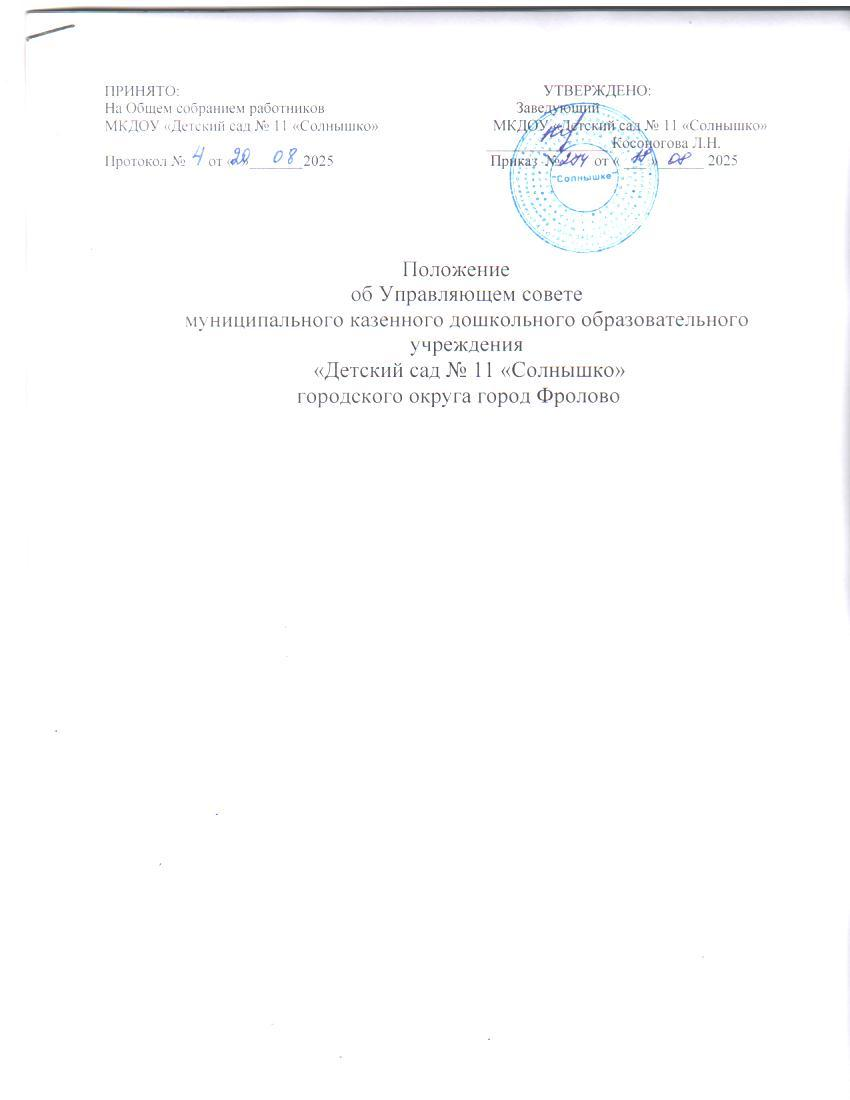 ПРИНЯТО:
На Общем собранием работников
МКДОУ «Детский сад № 11 «Солнышко»
Протокол № 4 от 08 2025
УТВЕРЖДЕНО:
Заведующий
МКДОУ «Детский сад № 11 «Солнышко»
Косоногова Л.Н.
Приказ № 204 от « » 08 2025
"Солнышко"
Положение
об Управляющем совете
муниципального казенного дошкольного образовательного
учреждения
«Детский сад № 11 «Солнышко»
городского округа город Фролово